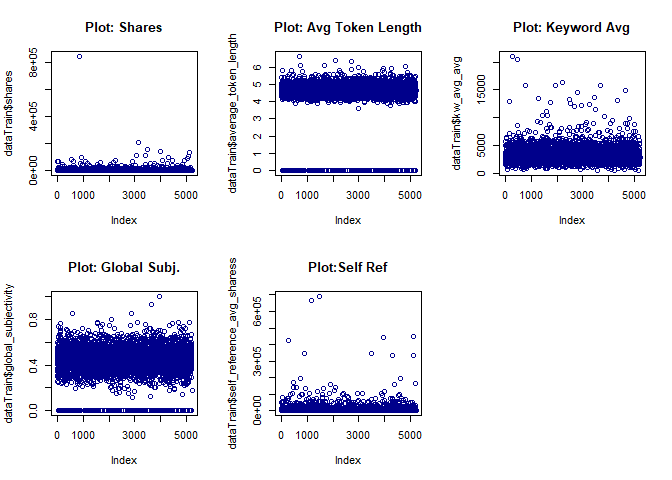 Plot: Shares
dataTrain$shares
0e+00 4e+05 8e+05
0 1000 3000 5000
Index
Plot: Avg Token Length
dataTrain$average_token_length
0 1 2 3 4 5 6
0 1000 3000 5000
Index
Plot: Keyword Avg
dataTrain$kw_avg_avg
0 5000 15000
0 1000 3000 5000
Index
Plot: Global Subj.
dataTrain$global_subjectivity
0.0 0.4 0.8
0 1000 3000 5000
Index
Plot:Self Ref
dataTrain$self_reference_avg_sharess
0e+00 3e+05 6e+05
0 1000 3000 5000
Index